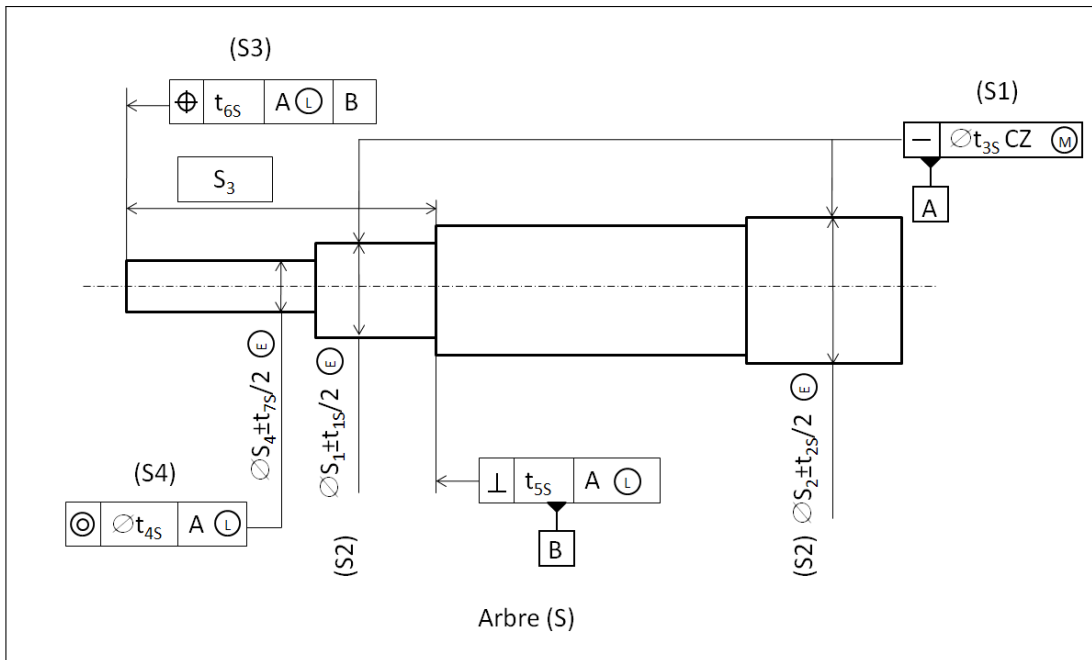 (S3)
⌖ t6S A Ⓛ B
(S1)
— ∅t3S CZ Ⓜ
A
S3
∅S4±t7S/2 Ⓔ
∅S1±t1S/2 Ⓔ
∅S2±t2S/2 Ⓔ
(S4)
◎ ∅t4S A Ⓛ
⊥ t5S A Ⓛ
B
(S2)
(S2)
Arbre (S)